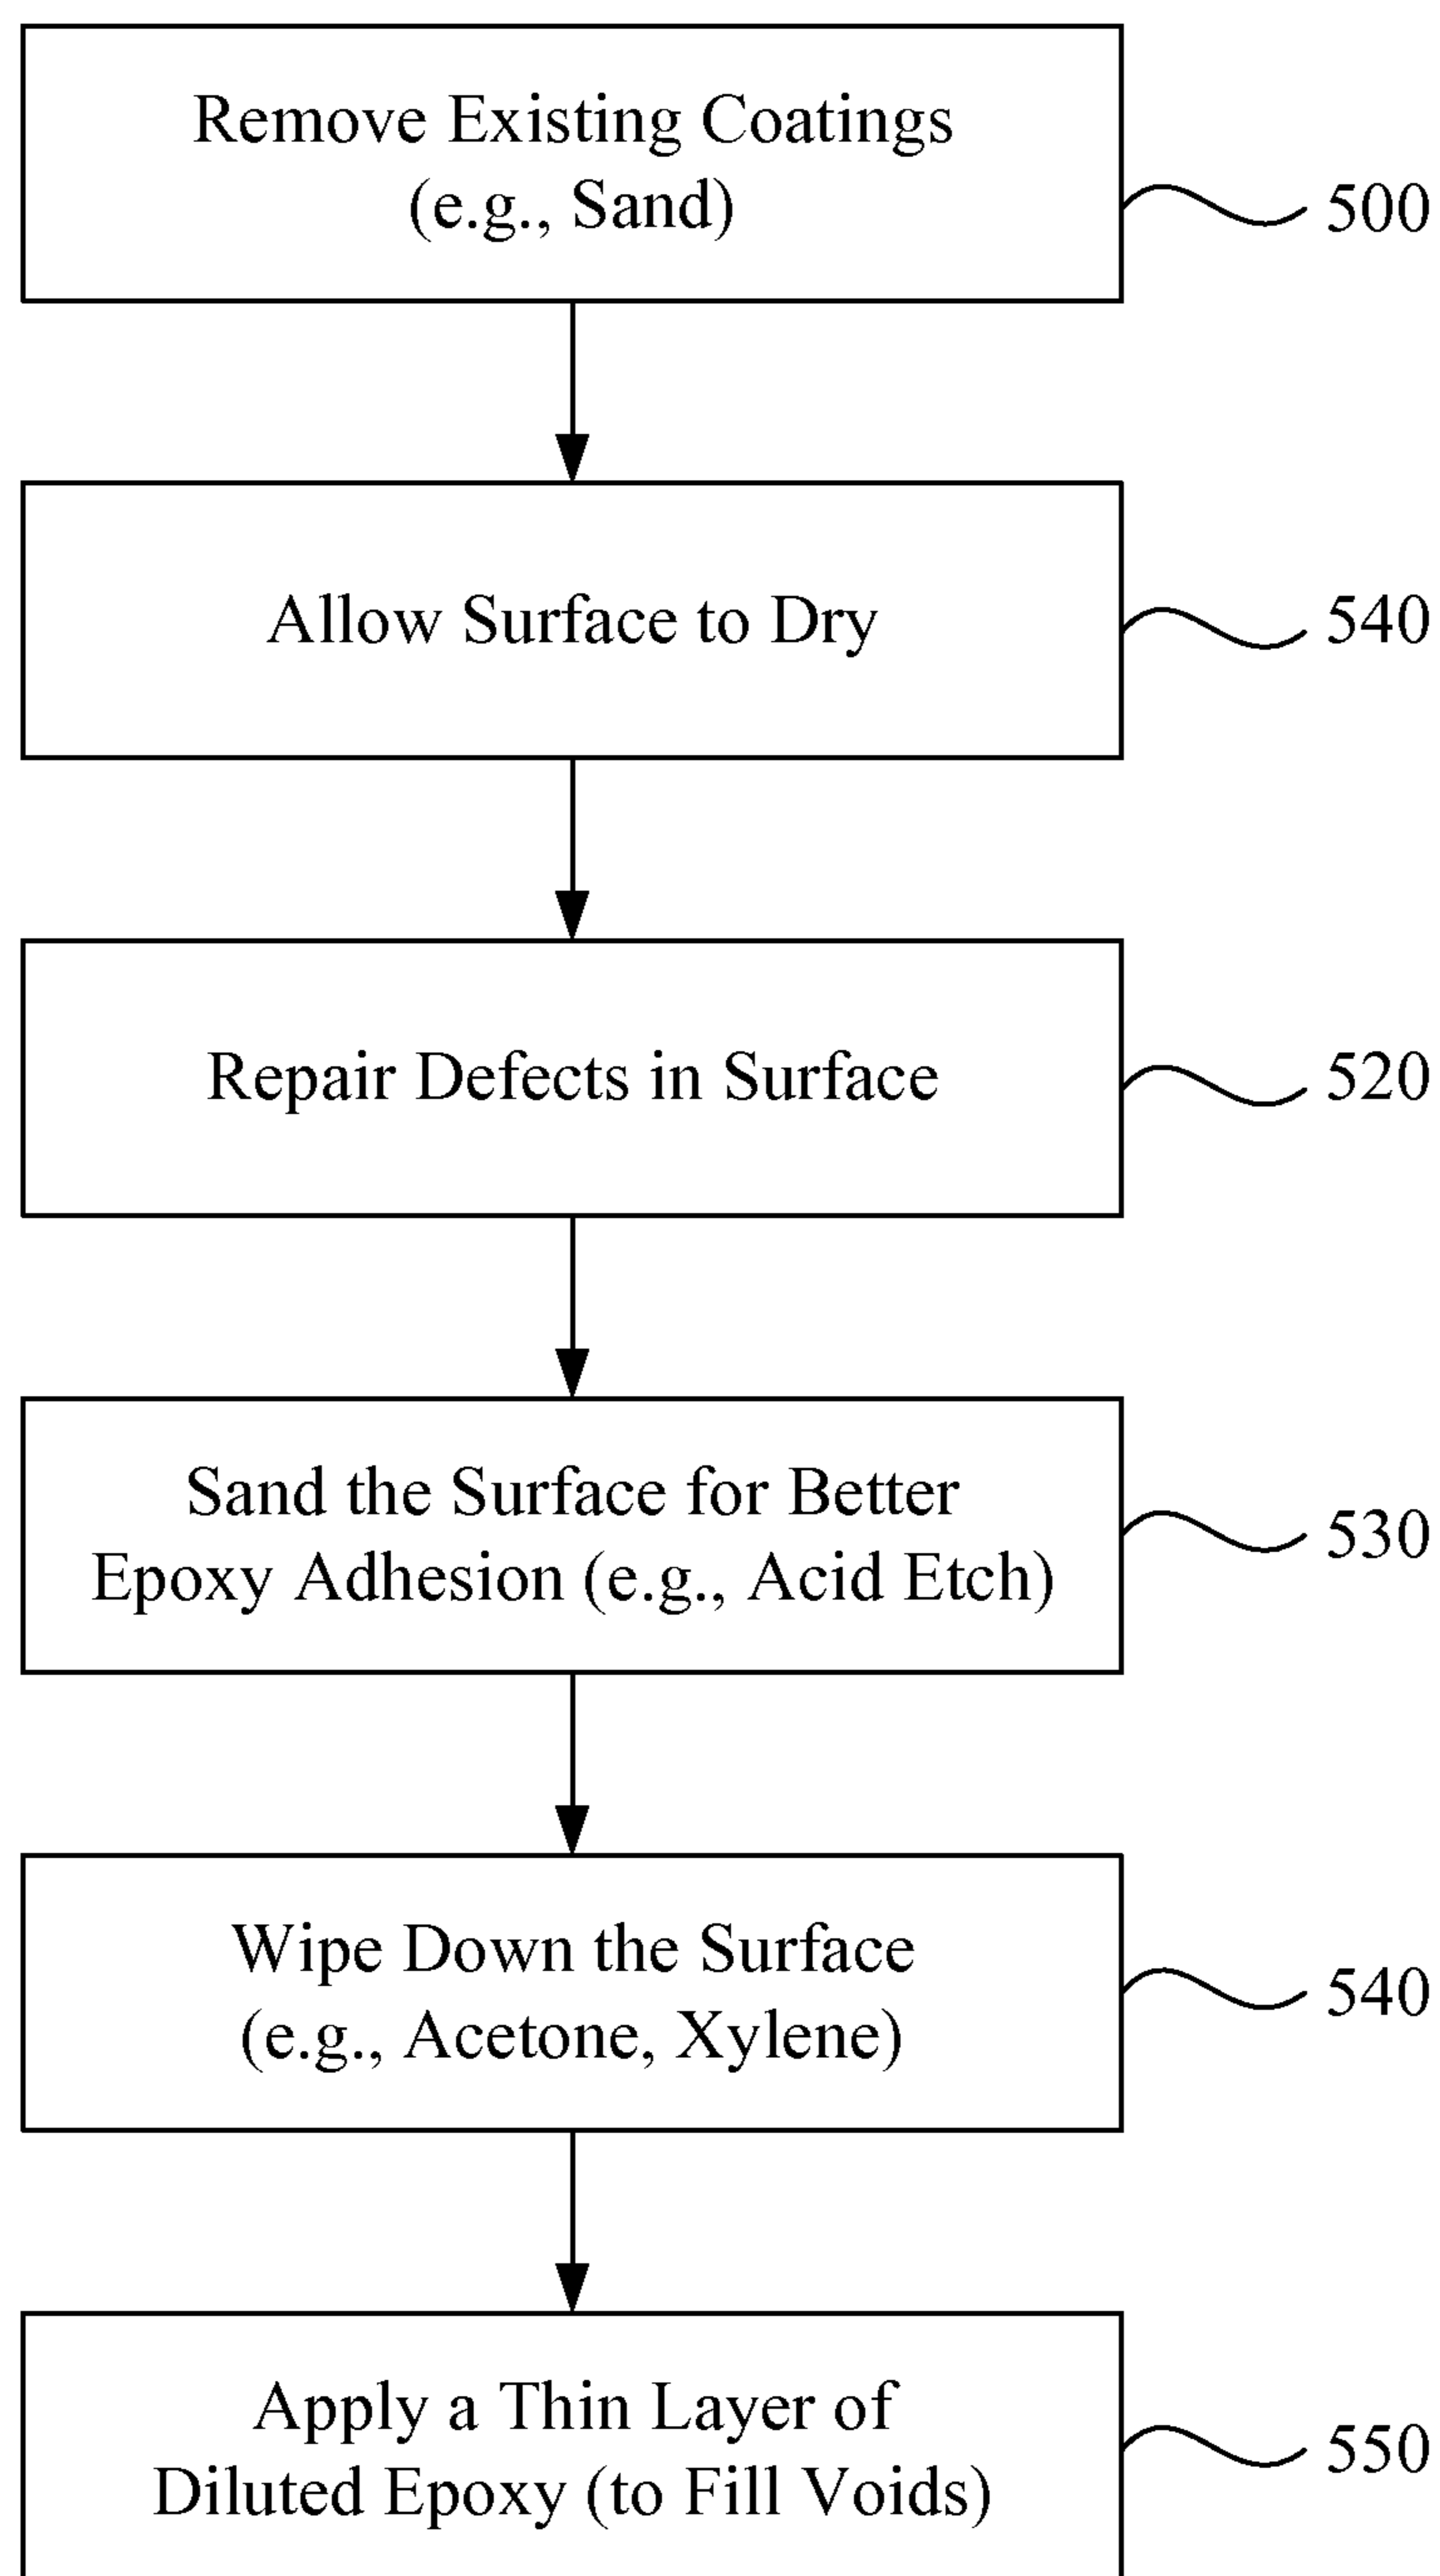 Remove Existing Coatings
(e.g., Sand)
500
Allow Surface to Dry
540
Repair Defects in Surface
520
Sand the Surface for Better
Epoxy Adhesion (e.g., Acid Etch)
530
Wipe Down the Surface
(e.g., Acetone, Xylene)
540
Apply a Thin Layer of
Diluted Epoxy (to Fill Voids)
550